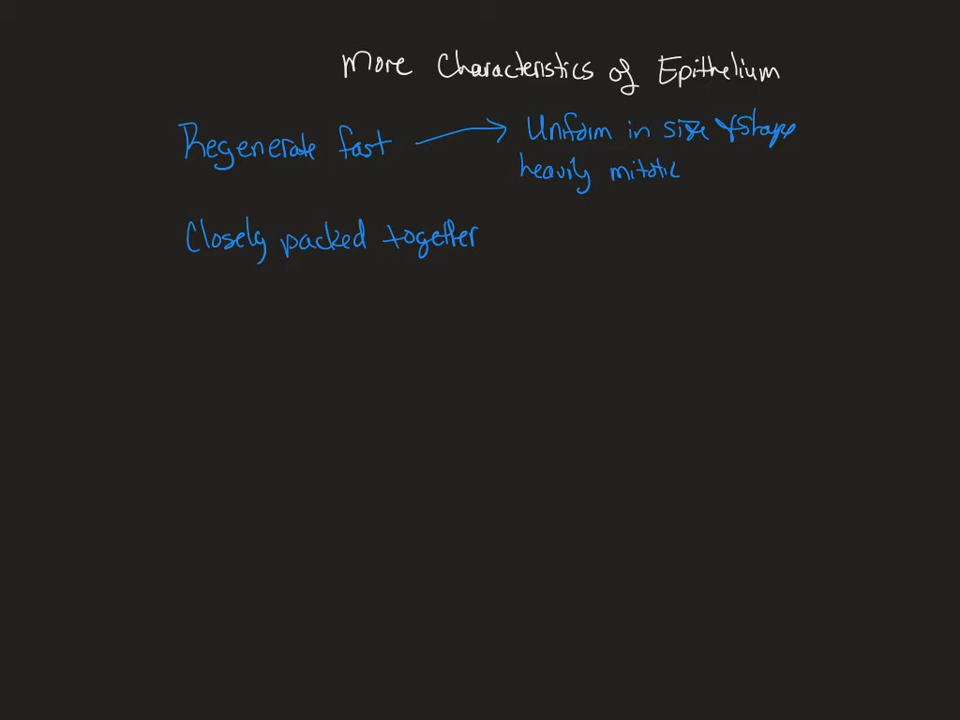 More Characteristics of Epithelium
Regenerate fast → Uniform in size & shape
heavily mitotic
Closely packed together